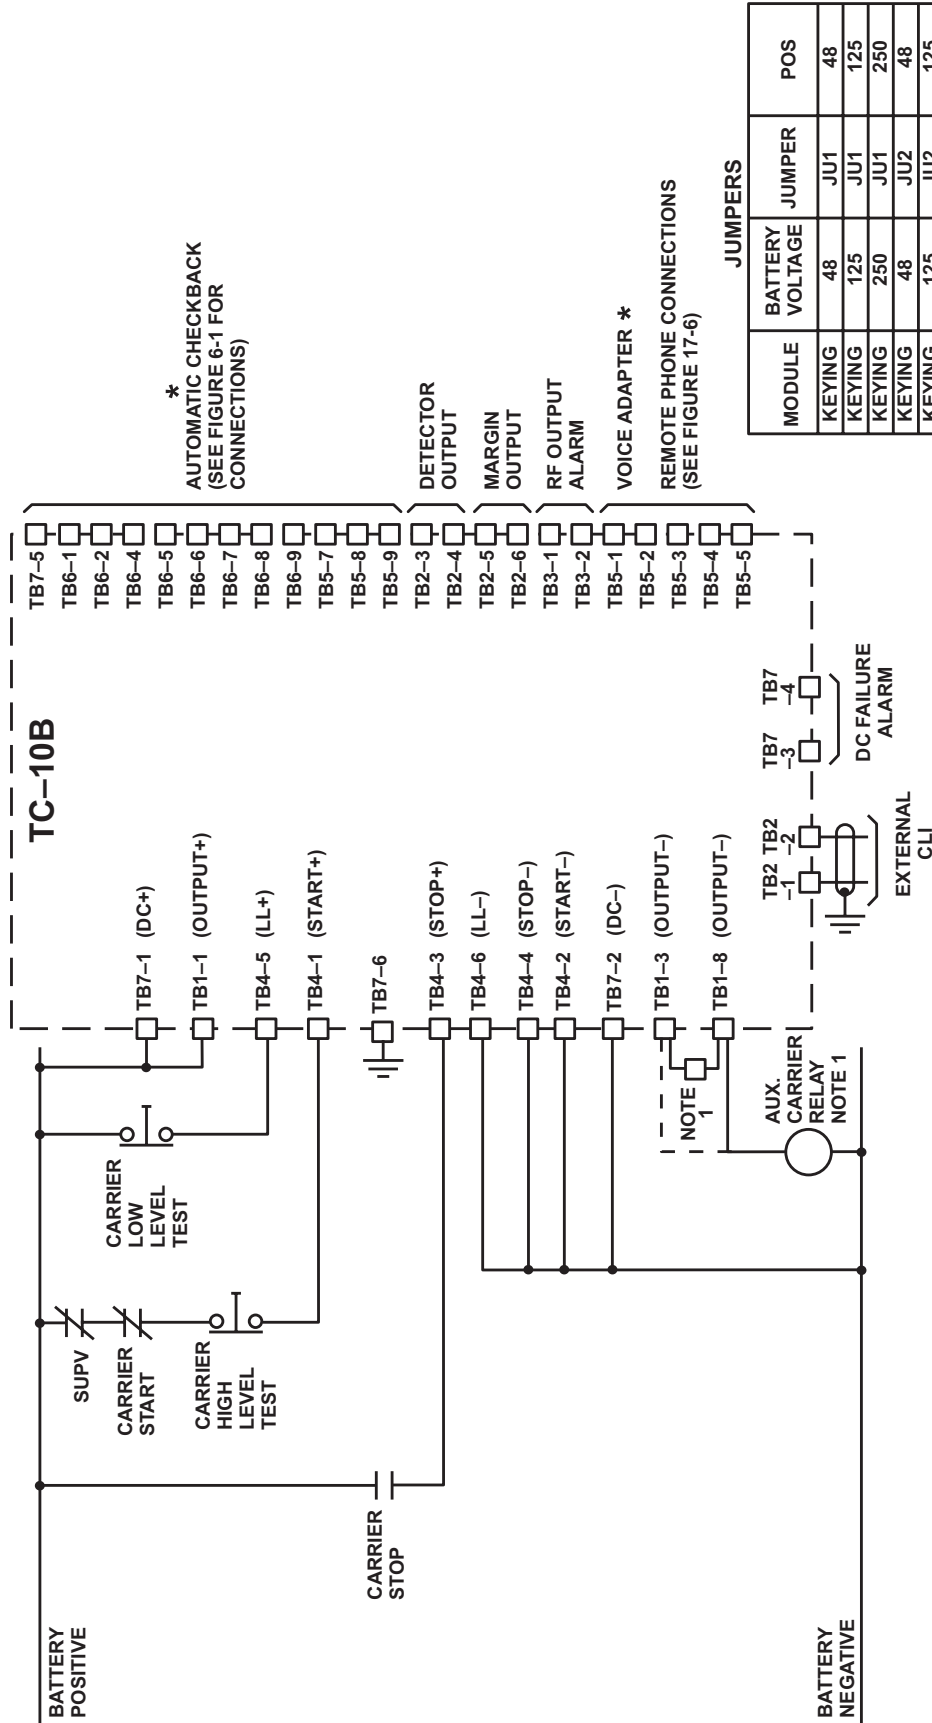 BATTERY
POSITIVE
BATTERY
NEGATIVE
CARRIER
STOP
SUPV
CARRIER
START
CARRIER
HIGH
LEVEL
TEST
CARRIER
LOW
LEVEL
TEST
TC–10B
TB7–1 (DC+)
TB1–1 (OUTPUT+)
TB4–5 (LL+)
TB4–1 (START+)
TB7–6
TB4–3 (STOP+)
TB4–6 (LL–)
TB4–4 (STOP–)
TB4–2 (START–)
TB7–2 (DC–)
TB1–3 (OUTPUT–)
TB1–8 (OUTPUT–)
NOTE
1
AUX.
CARRIER
RELAY
NOTE 1
TB2
–1
TB2
–2
EXTERNAL
CLI
TB7
–3
TB7
–4
DC FAILURE
ALARM
TB7–5
TB6–1
TB6–2
TB6–4
TB6–5
TB6–6
TB6–7
TB6–8
TB6–9
TB5–7
TB5–8
TB5–9
TB2–3
TB2–4
TB2–5
TB2–6
TB3–1
TB3–2
TB5–1
TB5–2
TB5–3
TB5–4
TB5–5
*
AUTOMATIC CHECKBACK
(SEE FIGURE 6-1 FOR
CONNECTIONS)
DETECTOR
OUTPUT
MARGIN
OUTPUT
RF OUTPUT
ALARM
VOICE ADAPTER *
REMOTE PHONE CONNECTIONS
(SEE FIGURE 17-6)
JUMPERS
MODULE BATTERY VOLTAGE JUMPER POS
KEYING 48 JU1 48
KEYING 125 JU1 125
KEYING 250 JU1 250
KEYING 48 JU2 48
KEYING 125 JU2 125